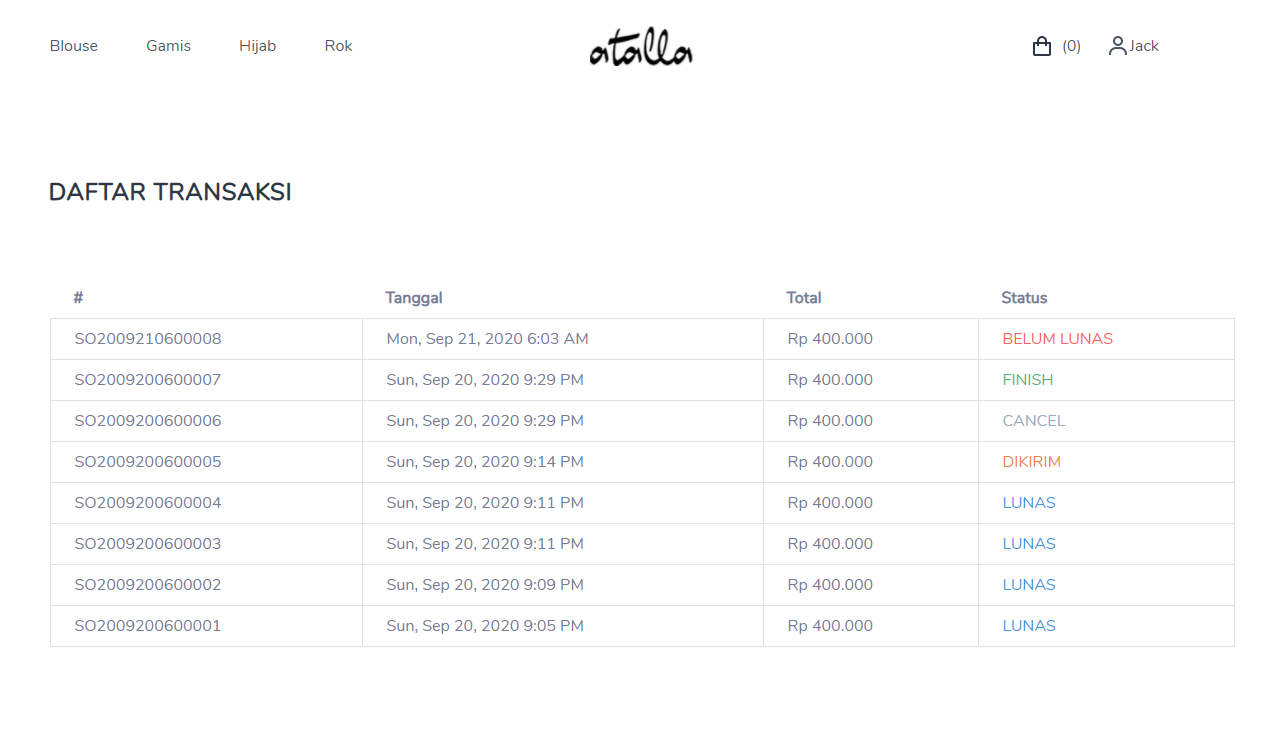 Blouse Gamis Hijab Rok atalla (0) Jack
DAFTAR TRANSAKSI
# Tanggal Total Status
SO2009210600008 Mon, Sep 21, 2020 6:03 AM Rp 400.000 BELUM LUNAS
SO2009200600007 Sun, Sep 20, 2020 9:29 PM Rp 400.000 FINISH
SO2009200600006 Sun, Sep 20, 2020 9:29 PM Rp 400.000 CANCEL
SO2009200600005 Sun, Sep 20, 2020 9:14 PM Rp 400.000 DIKIRIM
SO2009200600004 Sun, Sep 20, 2020 9:11 PM Rp 400.000 LUNAS
SO2009200600003 Sun, Sep 20, 2020 9:11 PM Rp 400.000 LUNAS
SO2009200600002 Sun, Sep 20, 2020 9:09 PM Rp 400.000 LUNAS
SO2009200600001 Sun, Sep 20, 2020 9:05 PM Rp 400.000 LUNAS